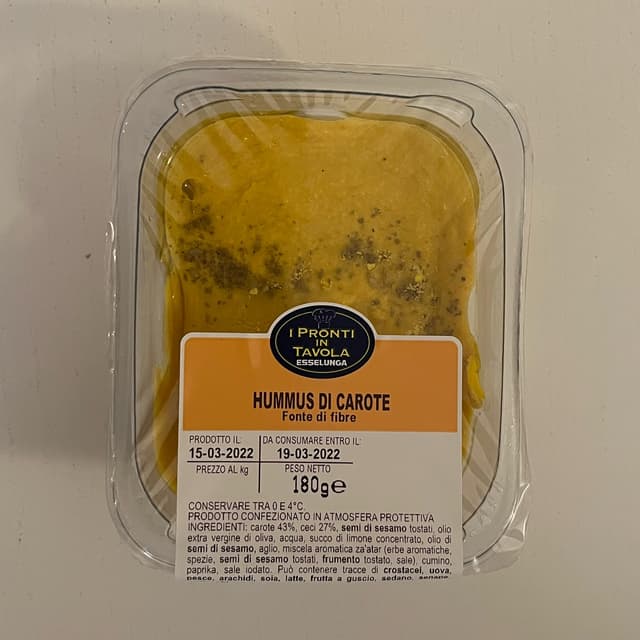 I PRONTI
IN
TAVOLA
ESSELUNGA
HUMMUS DI CAROTE
Fonte di fibre
PRODOTTO IL:
15-03-2022
DA CONSUMARE ENTRO IL:
19-03-2022
PREZZO AL kg
PESO NETTO
180g℮
CONSERVARE TRA 0 E 4°C.
PRODOTTO CONFEZIONATO IN ATMOSFERA PROTETTIVA
INGREDIENTI: carote 43%, ceci 27%, semi di sesamo tostati, olio
extra vergine di oliva, acqua, succo di limone concentrato, olio di
semi di sesamo, aglio, miscela aromatica za'atar (erbe aromatiche,
spezie, semi di sesamo tostati, frumento tostato, sale), cumino,
paprika, sale iodato. Può contenere tracce di crostacei, uova,
pesce, arachidi, soia, latte, frutta a guscio, sedano, senape,